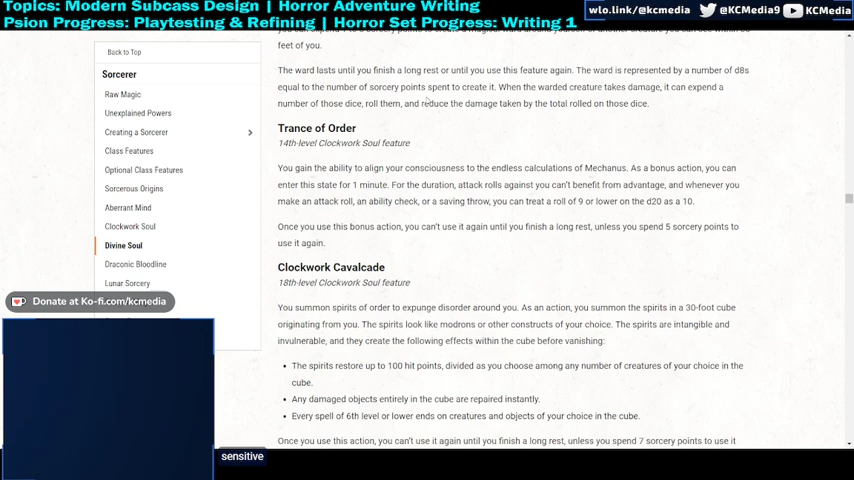 Topics: Modern Subcass Design | Horror Adventure Writing
Psion Progress: Playtesting & Refining | Horror Set Progress: Writing 1
wlo.link/@kcmedia @KCMedia9 KCMedia
Back to Top
Sorcerer
Raw Magic
Unexplained Powers
Creating a Sorcerer
Class Features
Optional Class Features
Sorcerous Origins
Aberrant Mind
Clockwork Soul
Divine Soul
Draconic Bloodline
Lunar Sorcery
Donate at Ko-fi.com/kcmedia
feet of you.
The ward lasts until you finish a long rest or until you use this feature again. The ward is represented by a number of d8s
equal to the number of sorcery points spent to create it. When the warded creature takes damage, it can expend a
number of those dice, roll them, and reduce the damage taken by the total rolled on those dice.
Trance of Order
14th-level Clockwork Soul feature
You gain the ability to align your consciousness to the endless calculations of Mechanus. As a bonus action, you can
enter this state for 1 minute. For the duration, attack rolls against you can't benefit from advantage, and whenever you
make an attack roll, an ability check, or a saving throw, you can treat a roll of 9 or lower on the d20 as a 10.
Once you use this bonus action, you can't use it again until you finish a long rest, unless you spend 5 sorcery points to
use it again.
Clockwork Cavalcade
18th-level Clockwork Soul feature
You summon spirits of order to expunge disorder around you. As an action, you summon the spirits in a 30-foot cube
originating from you. The spirits look like modrons or other constructs of your choice. The spirits are intangible and
invulnerable, and they create the following effects within the cube before vanishing:
• The spirits restore up to 100 hit points, divided as you choose among any number of creatures of your choice in the
cube.
• Any damaged objects entirely in the cube are repaired instantly.
• Every spell of 6th level or lower ends on creatures and objects of your choice in the cube.
Once you use this action, you can't use it again until you finish a long rest, unless you spend 7 sorcery points to use it
sensitive